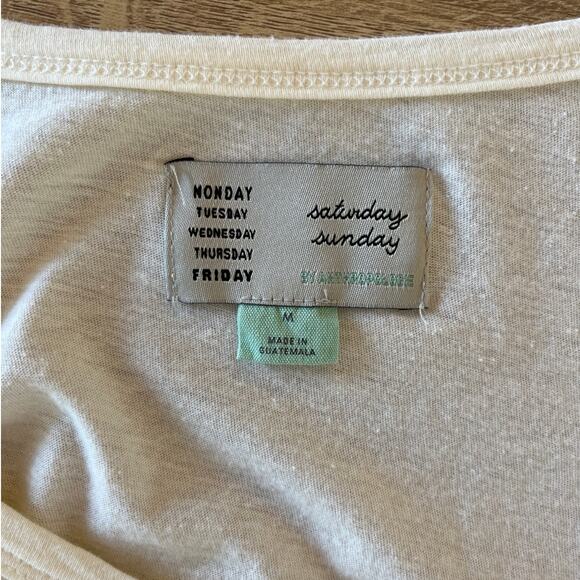 MONDAY
TUESDAY
WEDNESDAY
THURSDAY
FRIDAY
saturday
sunday
BY ANTHROPOLOGIE
M
MADE IN
GUATEMALA